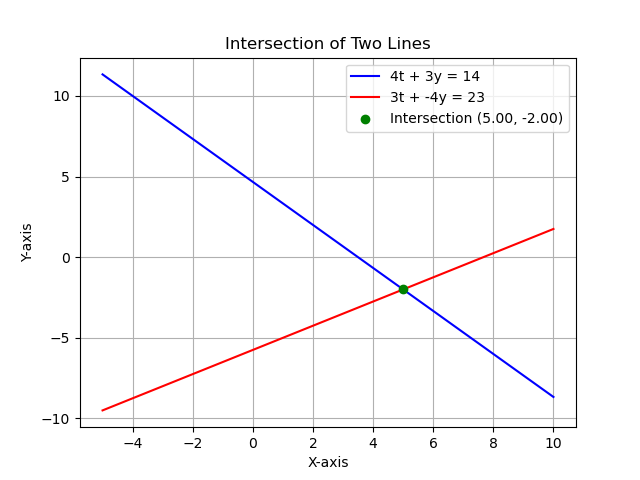 Intersection of Two Lines
4t + 3y = 14
3t + -4y = 23
Intersection (5.00, -2.00)
10
5
0
−5
−10
Y-axis
−4
−2
0
2
4
6
8
10
X-axis